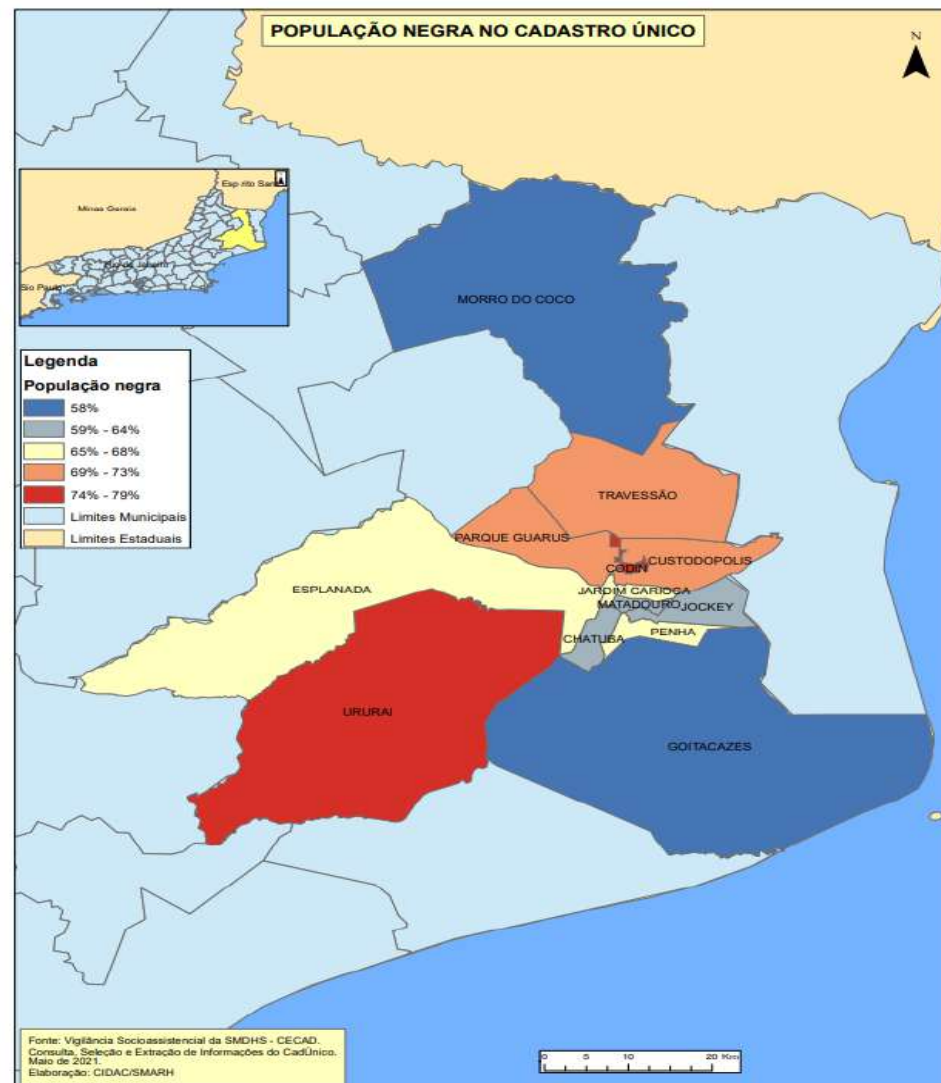 POPULAÇÃO NEGRA NO CADASTRO ÚNICO
N
Minas Gerais
Rio de Janeiro
São Paulo
Legenda
População negra
58%
59% - 64%
65% - 68%
69% - 73%
74% - 79%
Limites Municipais
Limites Estaduais
MORRO DO COCO
TRAVESSÃO
PARQUE GUARUS
CUSTODOPOLIS
CODIN
ESPLANADA
JARDIM CARIOCA
MATADOURO
JOCKEY
CHATUBA
PENHA
URURAI
GOITACAZES
Fonte: Vigilância Socioassistencial da SMDHS - CECAD.
Consulta, Seleção e Extração de Informações do CadÚnico.
Maio de 2021.
Elaboração: CIDAC/SMARH
0 5 10 20 Km